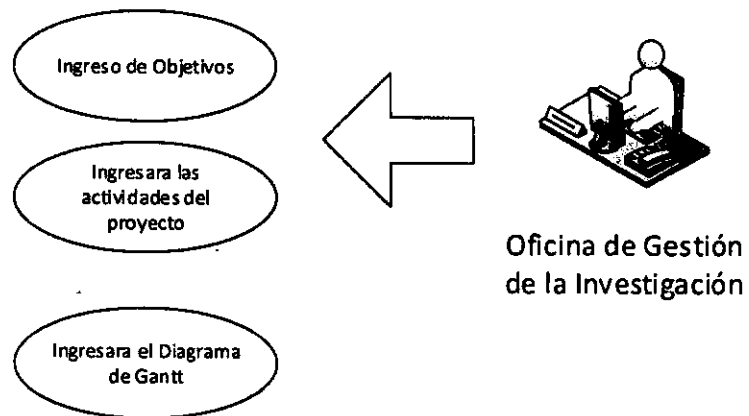 Ingreso de Objetivos
Ingresara las
actividades del
proyecto
Ingresara el Diagrama
de Gantt
Oficina de Gestión
de la Investigación